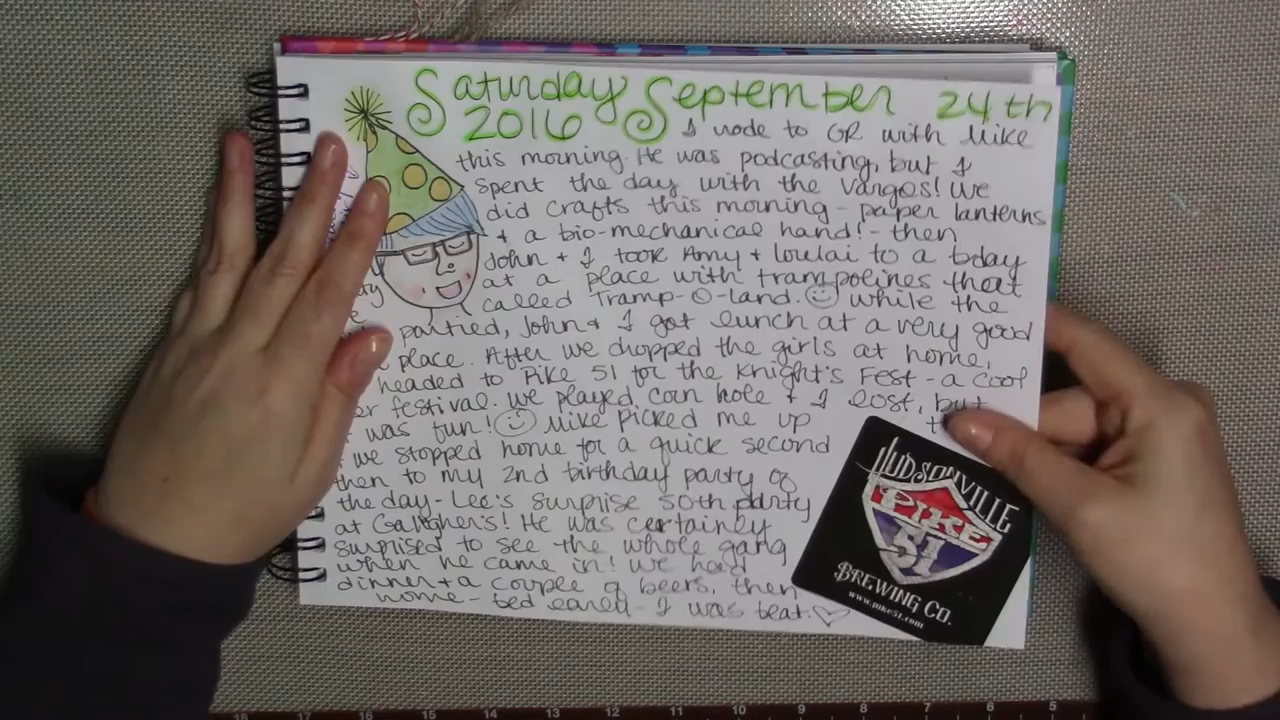 Saturday September 24th
2016
I rode to GR with Mike
this morning. He was podcasting, but I
spent the day with the Vargos! We
did crafts this morning - paper lanterns
+ a bio-mechanical hand! - then
John + I took Amy + Loulai to a bday
at a place with trampolines that
called Tramp-O-land. while the
partied, John + I got lunch at a very good
place. After we dropped the girls at home,
headed to Pike 51 for the Knight's Fest - a cool
festival. We played corn hole + I lost, but
was fun! Mike picked me up
we stopped home for a quick second
then to my 2nd birthday party of
the day - Lee's surprise 50th party
at Gallagher's! He was certainly
surprised to see the whole gang
when he came in! We had
dinner + a couple of beers, then
home - bed early - I was beat.
HUDSONVILLE
PIKE
51
BREWING CO.
www.pike51.com